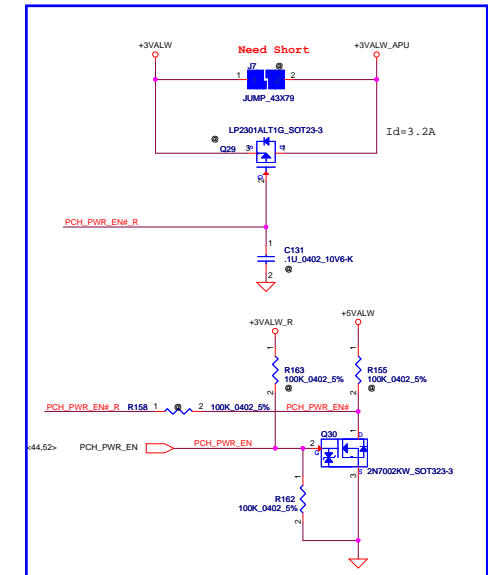 +3VALW
Need Short
+3VALW_APU
J7 @
1 2
JUMP_43X79
LP2301ALT1G_SOT23-3
Id=3.2A
@
Q29 3 S D 1
2 G
PCH_PWR_EN#_R
1
C131
.1U_0402_10V6-K
@
2
+3VALW_R
+5VALW
1
R163
100K_0402_5%
@
2
1
R155
100K_0402_5%
@
2
PCH_PWR_EN#_R R158 1 @ 2 100K_0402_5% PCH_PWR_EN#
<44,52> PCH_PWR_EN PCH_PWR_EN
Q30
1 D
2 G
3 S
2N7002KW_SOT323-3
1
R162
100K_0402_5%
2